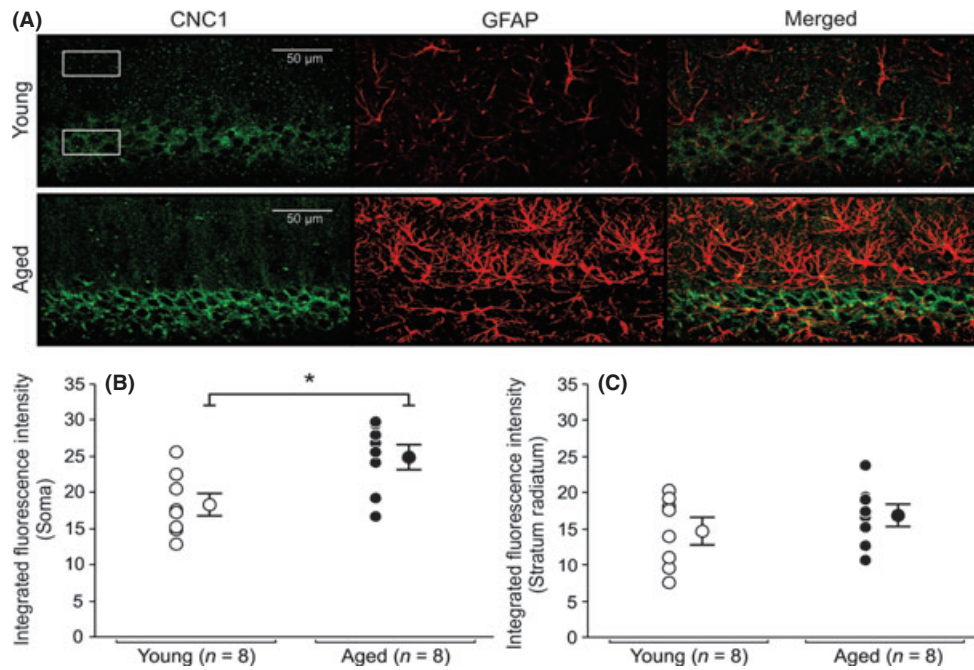 (A) CNC1 GFAP Merged
Young
50 µm
Aged
50 µm
(B)
Integrated fluorescence intensity
(Soma)
35
30
25
20
15
10
5
0
*
Young (n = 8) Aged (n = 8)
(C)
Integrated fluorescence intensity
(Stratum radiatum)
35
30
25
20
15
10
5
0
Young (n = 8) Aged (n = 8)